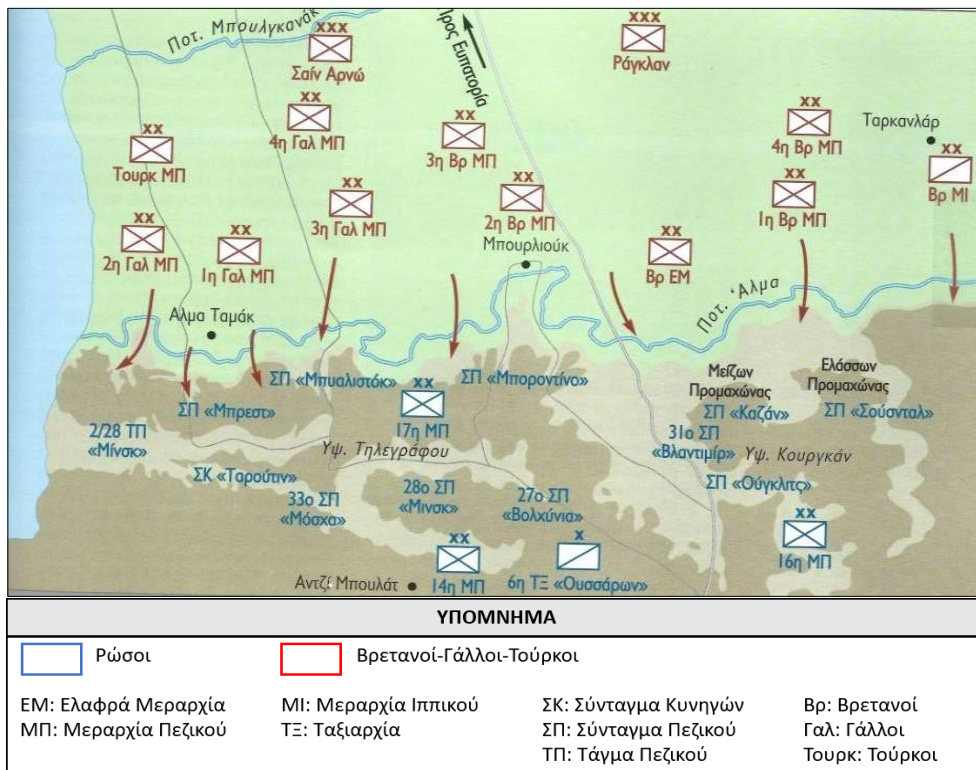 Ποτ. Μπουλγκανάκ
XXX
Σαίν Αρνώ
Προς Ευπατορία
XXX
Ράγκλαν
XX
Τουρκ ΜΠ
XX
4η Γαλ ΜΠ
XX
3η Βρ ΜΠ
XX
4η Βρ ΜΠ
Ταρκανλάρ
XX
Βρ ΜΙ
XX
2η Γαλ ΜΠ
XX
1η Γαλ ΜΠ
XX
3η Γαλ ΜΠ
XX
2η Βρ ΜΠ
Μπουρλιούκ
XX
Βρ ΕΜ
XX
1η Βρ ΜΠ
Αλμα Ταμάκ
Ποτ. Άλμα
ΣΠ «Μπρεστ»
ΣΠ «Μπυαλιστόκ»
XX
17η ΜΠ
ΣΠ «Μποροντίνο»
Μείζων
Προμαχώνας
ΣΠ «Καζάν»
Ελάσσων
Προμαχώνας
ΣΠ «Σούσνταλ»
2/28 ΤΠ
«Μίνσκ»
Υψ. Τηλεγράφου
31ο ΣΠ
«Βλαντιμίρ»
Υψ. Κουργκάν
ΣΚ «Ταρούτιν»
33ο ΣΠ
«Μόσχα»
28ο ΣΠ
«Μινσκ»
27ο ΣΠ
«Βολχύνια»
ΣΠ «Ούγκλιτς»
Αντζί Μπουλάτ
XX
14η ΜΠ
X
6η ΤΞ «Ουσσάρων»
XX
16η ΜΠ
ΥΠΟΜΝΗΜΑ
Ρώσοι
Βρετανοί-Γάλλοι-Τούρκοι
ΕΜ: Ελαφρά Μεραρχία
ΜΠ: Μεραρχία Πεζικού
ΜΙ: Μεραρχία Ιππικού
ΤΞ: Ταξιαρχία
ΣΚ: Σύνταγμα Κυνηγών
ΣΠ: Σύνταγμα Πεζικού
ΤΠ: Τάγμα Πεζικού
Βρ: Βρετανοί
Γαλ: Γάλλοι
Τουρκ: Τούρκοι